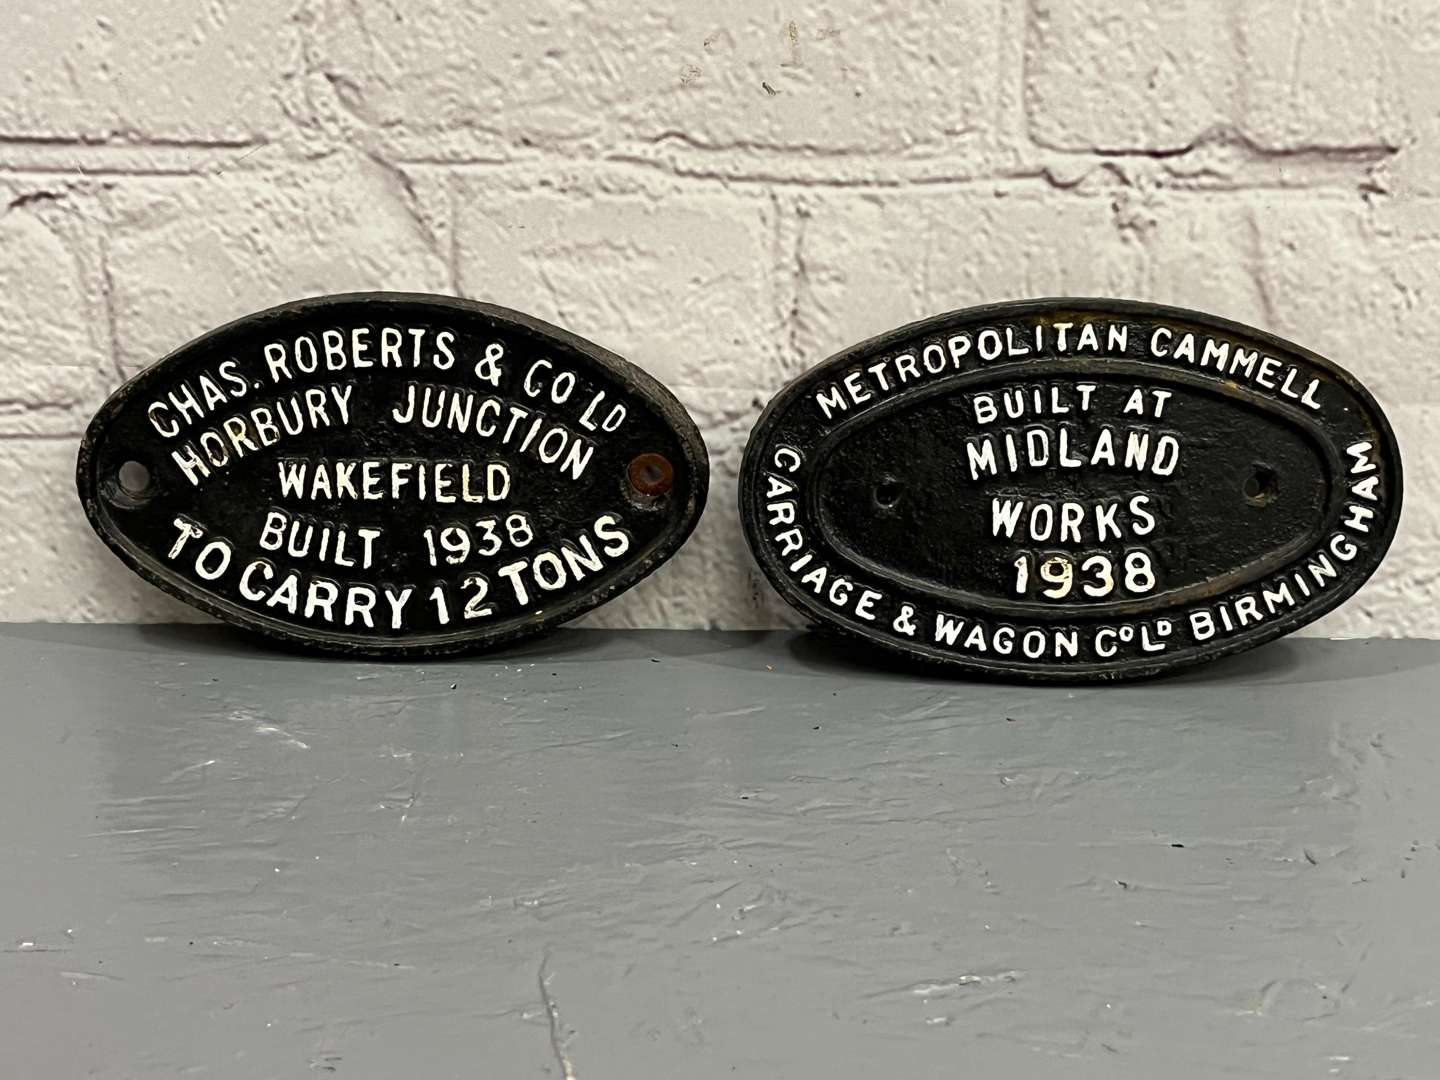 CHAS. ROBERTS & CO LD
HORBURY JUNCTION
WAKEFIELD
BUILT 1938
TO CARRY 12 TONS
METROPOLITAN CAMMELL
CARRIAGE & WAGON CO LD BIRMINGHAM
BUILT AT
MIDLAND
WORKS
1938